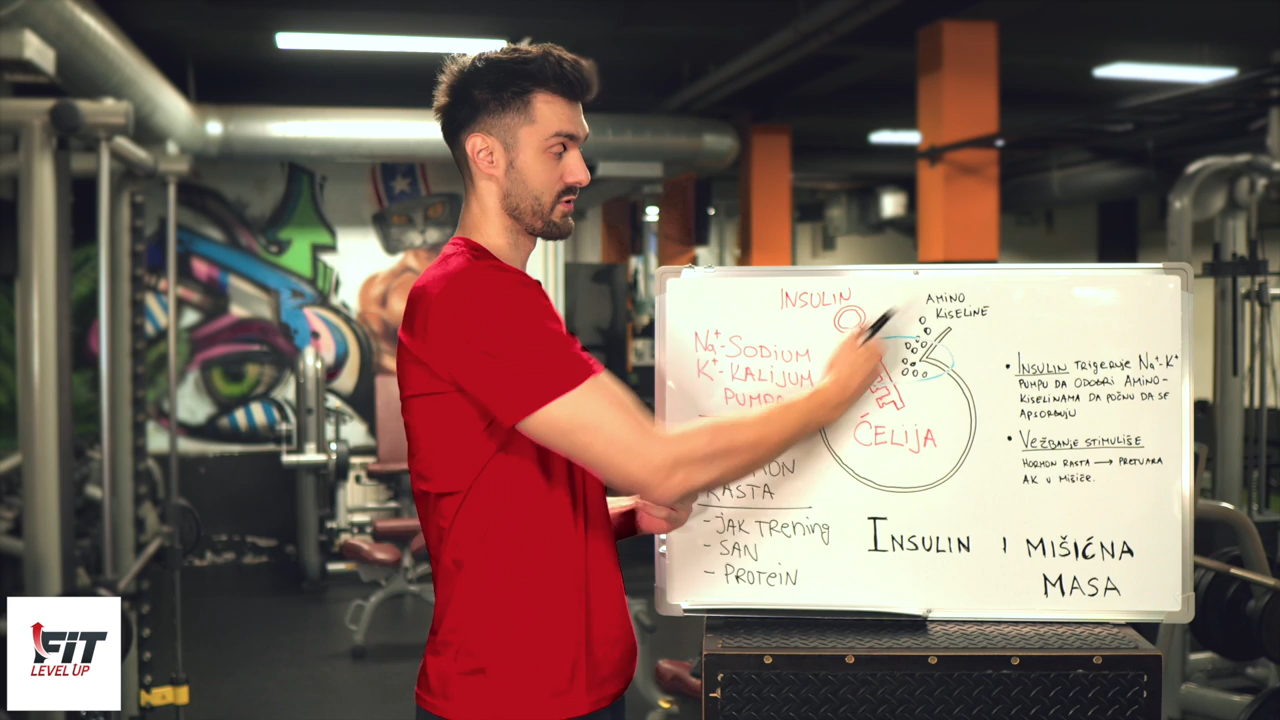 INSULIN
AMINO
KISELINE
Na+-SODIUM
K+-KALIJUM
ĆELIJA
RASTA
- JAK TRENING
- SAN
- PROTEIN
• INSULIN TRIGERUJE Na+-K+
PUMPU DA ODOBRI AMINO-
KISELINAMA DA POČNU DA SE
APSORBUJU
• VEŽBANJE STIMULIŠE
HORMON RASTA → PRETVARA
AK U MIŠIĆE.
INSULIN I MIŠIĆNA
MASA
FIT
LEVEL UP